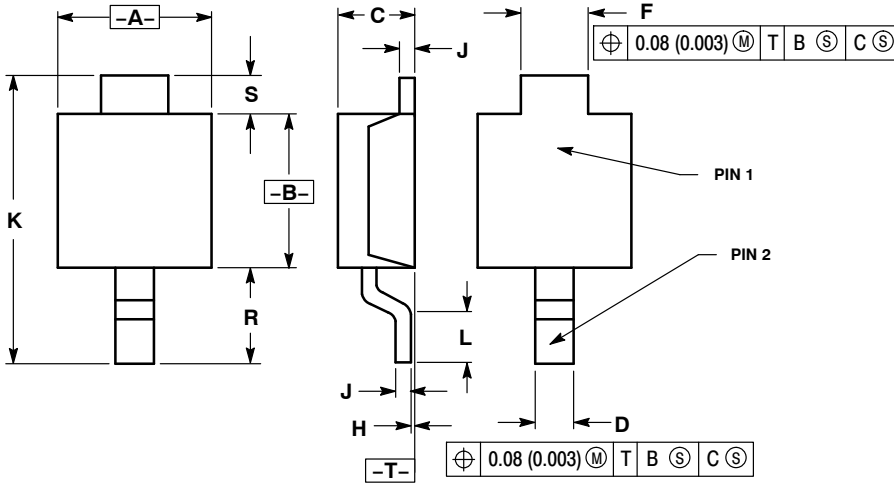 –A–
C
F
J
⌖ 0.08 (0.003) Ⓜ T B Ⓢ C Ⓢ
S
–B–
K
PIN 1
PIN 2
R
L
J
H
D
⌖ 0.08 (0.003) Ⓜ T B Ⓢ C Ⓢ
–T–